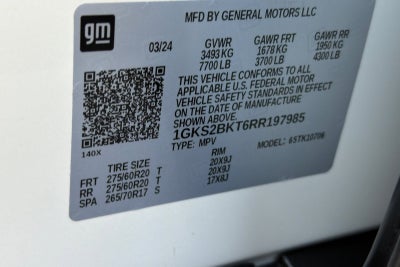 MFD BY GENERAL MOTORS LLC
gm
03/24 GVWR GAWR FRT GAWR RR
3493 KG 1678 KG 1950 KG
7700 LB 3700 LB 4300 LB
THIS VEHICLE CONFORMS TO ALL
APPLICABLE U.S. FEDERAL MOTOR
VEHICLE SAFETY STANDARDS IN EFFECT
ON THE DATE OF MANUFACTURE
SHOWN ABOVE.
1GKS2BKT6RR197985
140X TYPE: MPV MODEL: 6STK10706
TIRE SIZE RIM
FRT 275/60R20 T 20X9J
RR 275/60R20 T 20X9J
SPA 265/70R17 S 17X8J